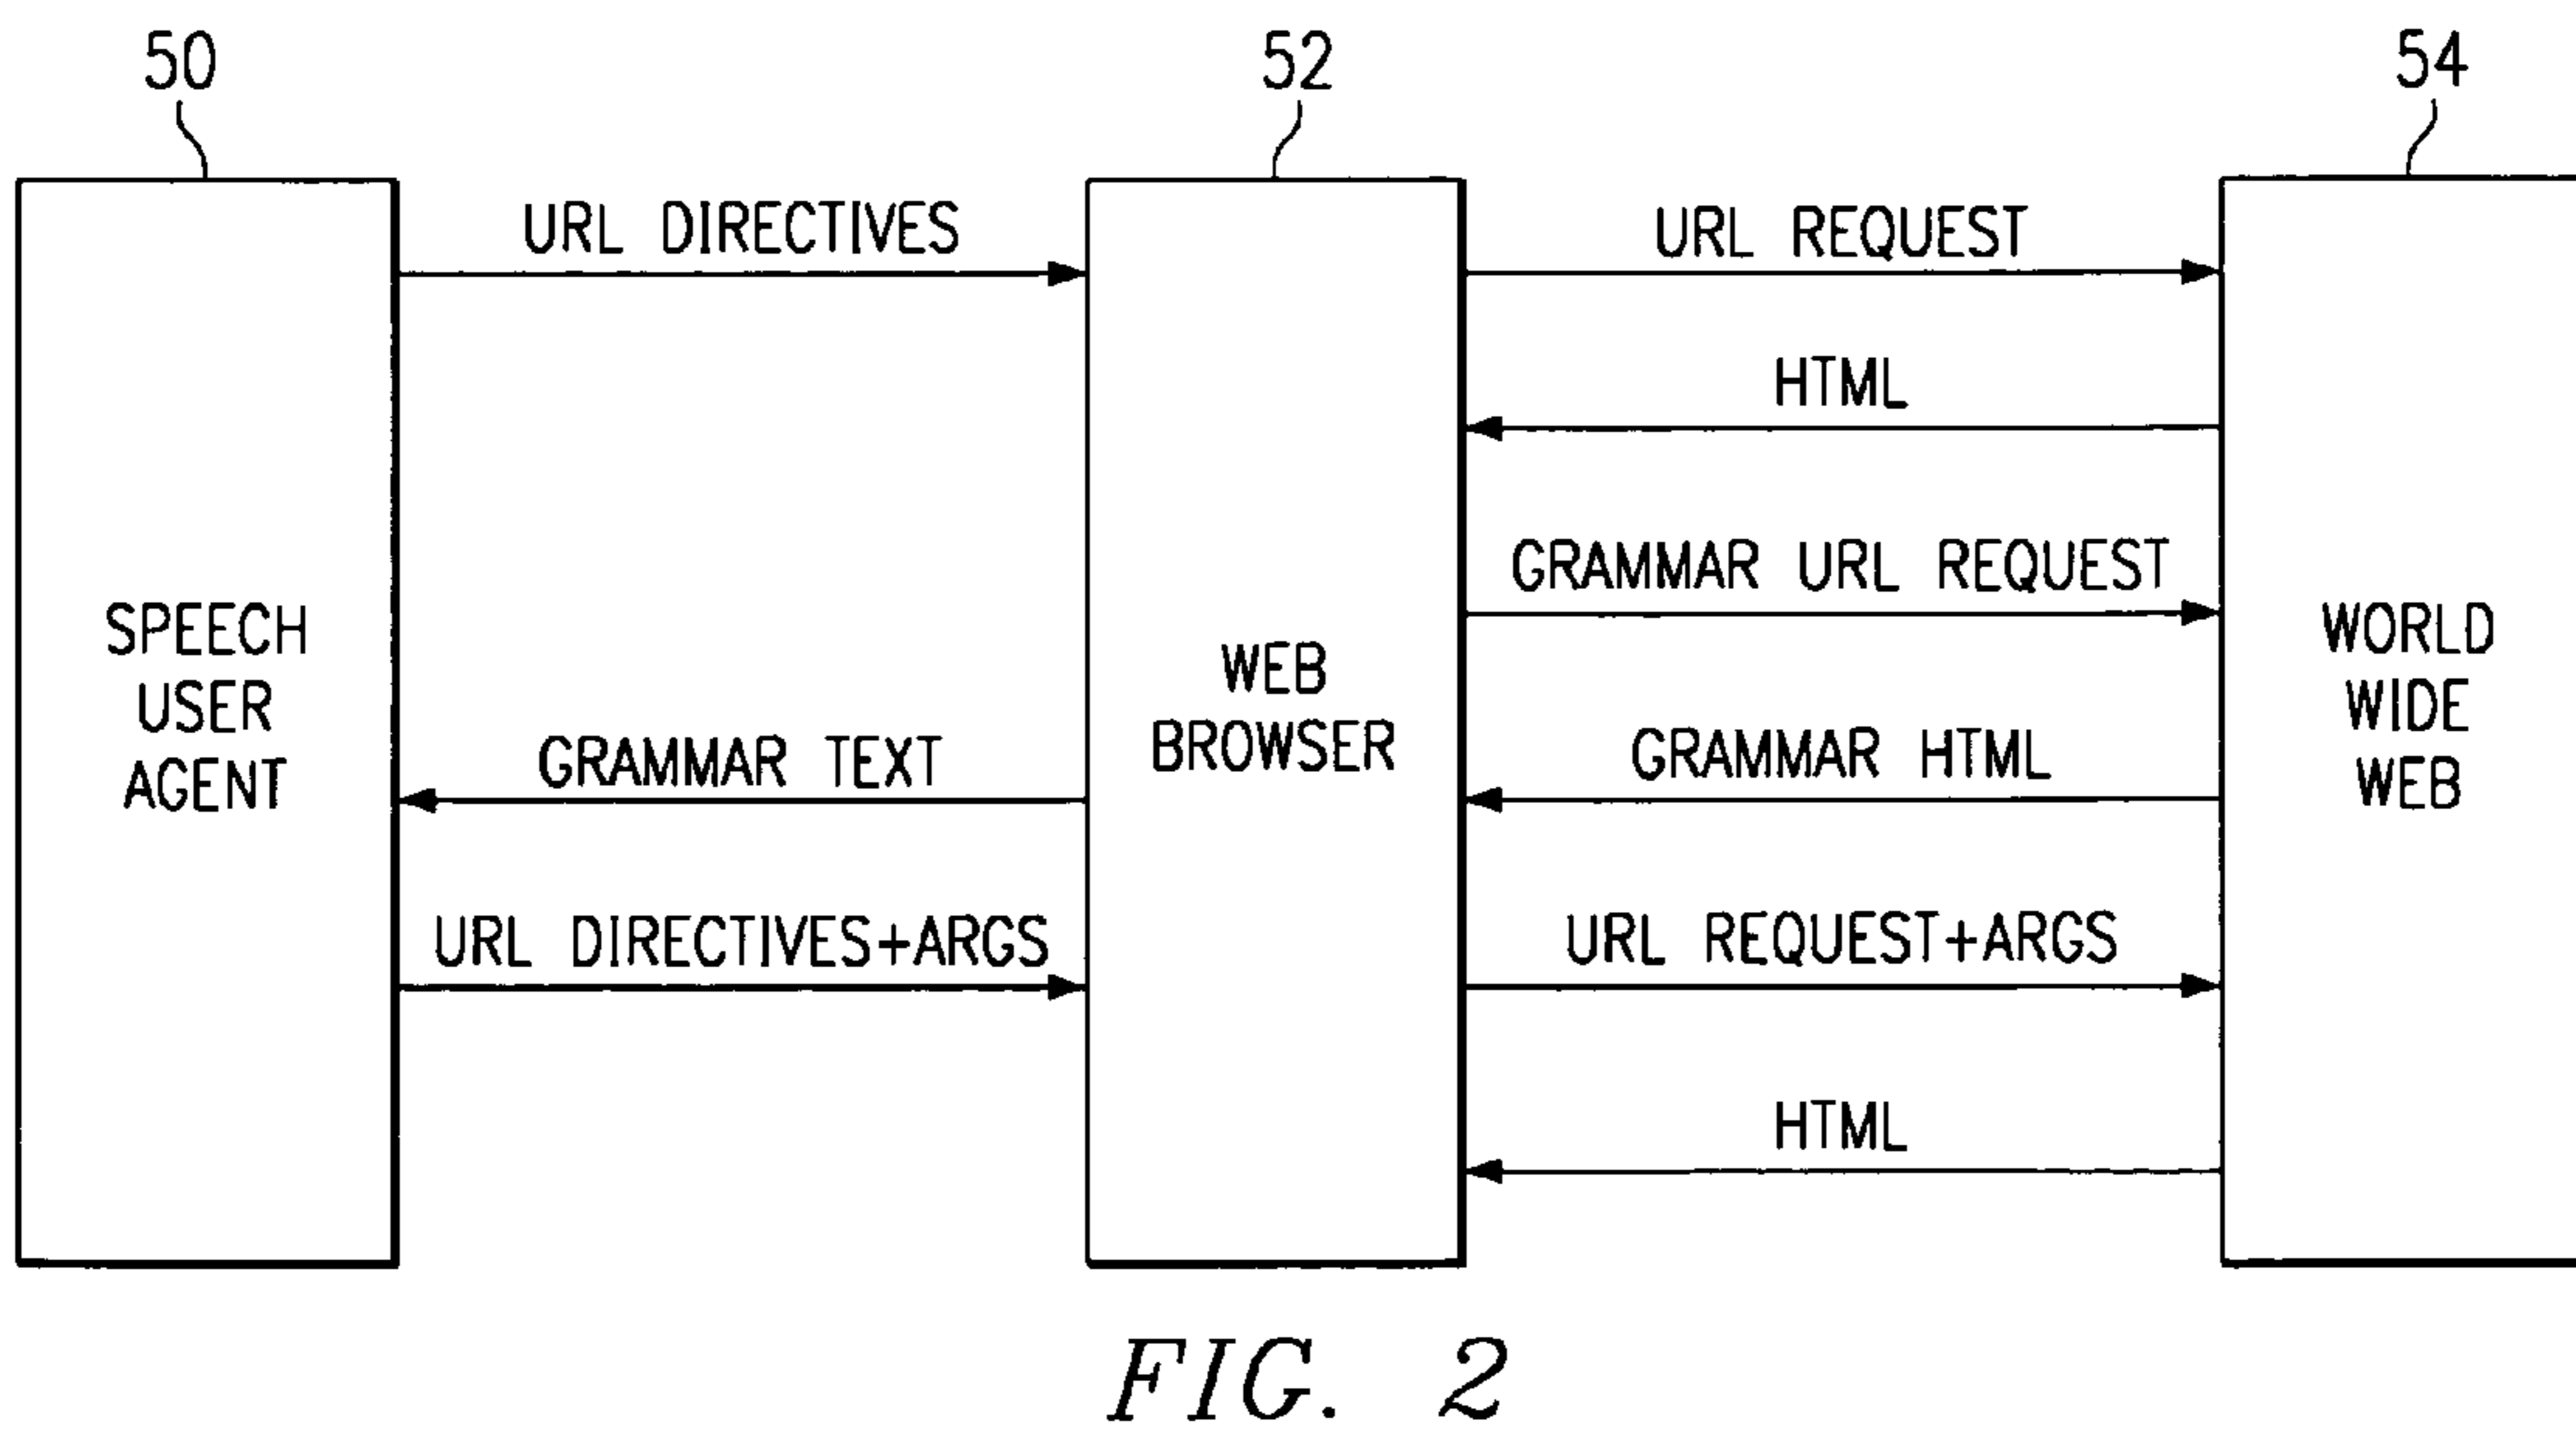 50
52
54
URL DIRECTIVES
URL REQUEST
HTML
GRAMMAR URL REQUEST
SPEECH
USER
AGENT
WEB
BROWSER
WORLD
WIDE
WEB
GRAMMAR TEXT
GRAMMAR HTML
URL DIRECTIVES+ARGS
URL REQUEST+ARGS
HTML
FIG. 2